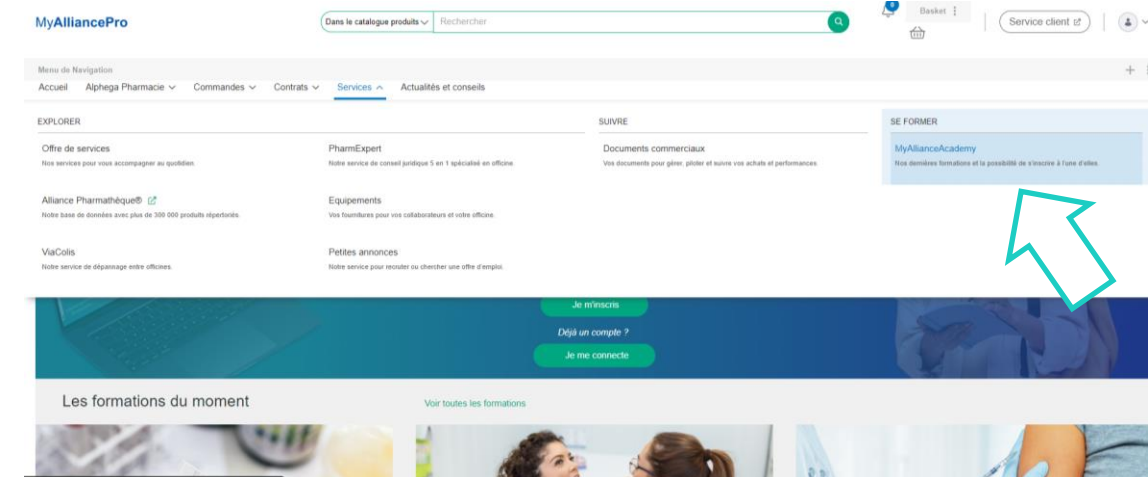 MyAlliancePro
Dans le catalogue produits
Rechercher
Basket
Service client
Menu de Navigation
Accueil Alphega Pharmacie Commandes Contrats Services Actualités et conseils
EXPLORER
Offre de services
Nos services pour vous accompagner au quotidien.
Alliance Pharmathèque®
Notre base de données avec plus de 300 000 produits répertoriés.
ViaColis
Notre service de dépannage entre officines.
PharmExpert
Notre service de conseil juridique 5 en 1 spécialisé en officine.
Equipements
Vos fournitures pour vos collaborateurs et votre officine.
Petites annonces
Notre service pour recruter ou chercher une offre d'emploi.
SUIVRE
Documents commerciaux
Vos documents pour gérer, piloter et suivre vos achats et performances
SE FORMER
MyAllianceAcademy
Nos dernières formations et la possibilité de s'inscrire à l'une d'elles.
Je m'inscris
Déjà un compte ?
Je me connecte
Les formations du moment
Voir toutes les formations